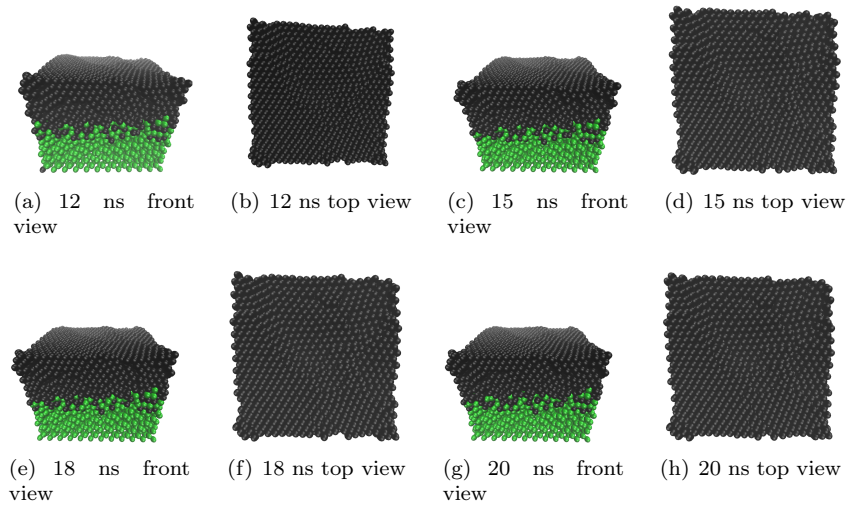 (a) 12 ns front
view
(b) 12 ns top view
(c) 15 ns front
view
(d) 15 ns top view
(e) 18 ns front
view
(f) 18 ns top view
(g) 20 ns front
view
(h) 20 ns top view